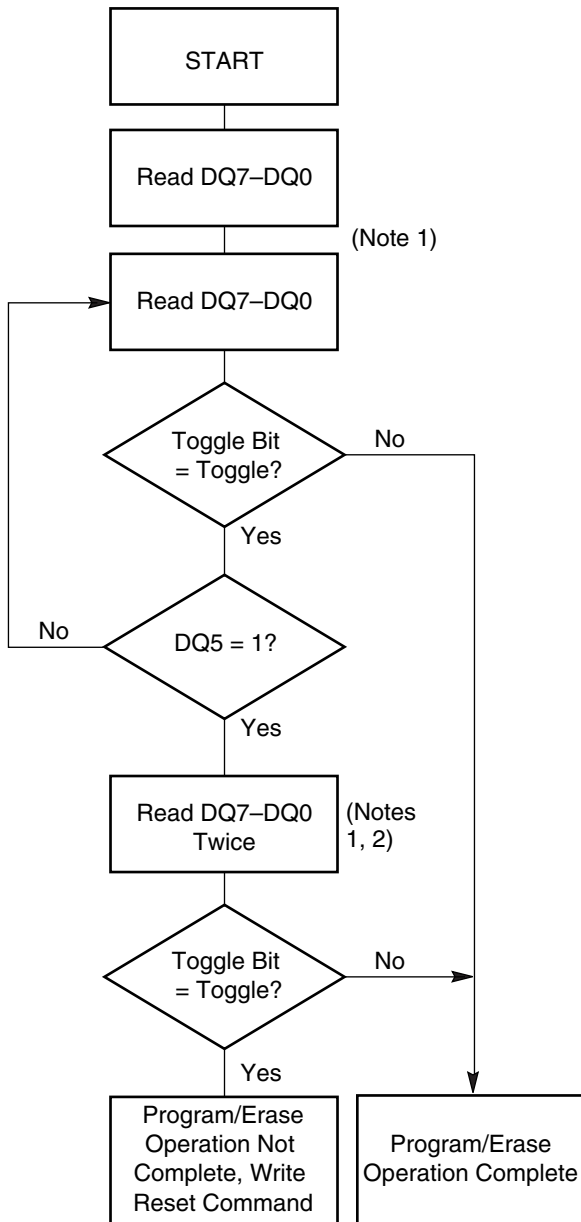 START
Read DQ7–DQ0
(Note 1)
Read DQ7–DQ0
Toggle Bit
= Toggle?
No
Yes
No
DQ5 = 1?
Yes
Read DQ7–DQ0
Twice
(Notes
1, 2)
Toggle Bit
= Toggle?
No
Yes
Program/Erase
Operation Not
Complete, Write
Reset Command
Program/Erase
Operation Complete